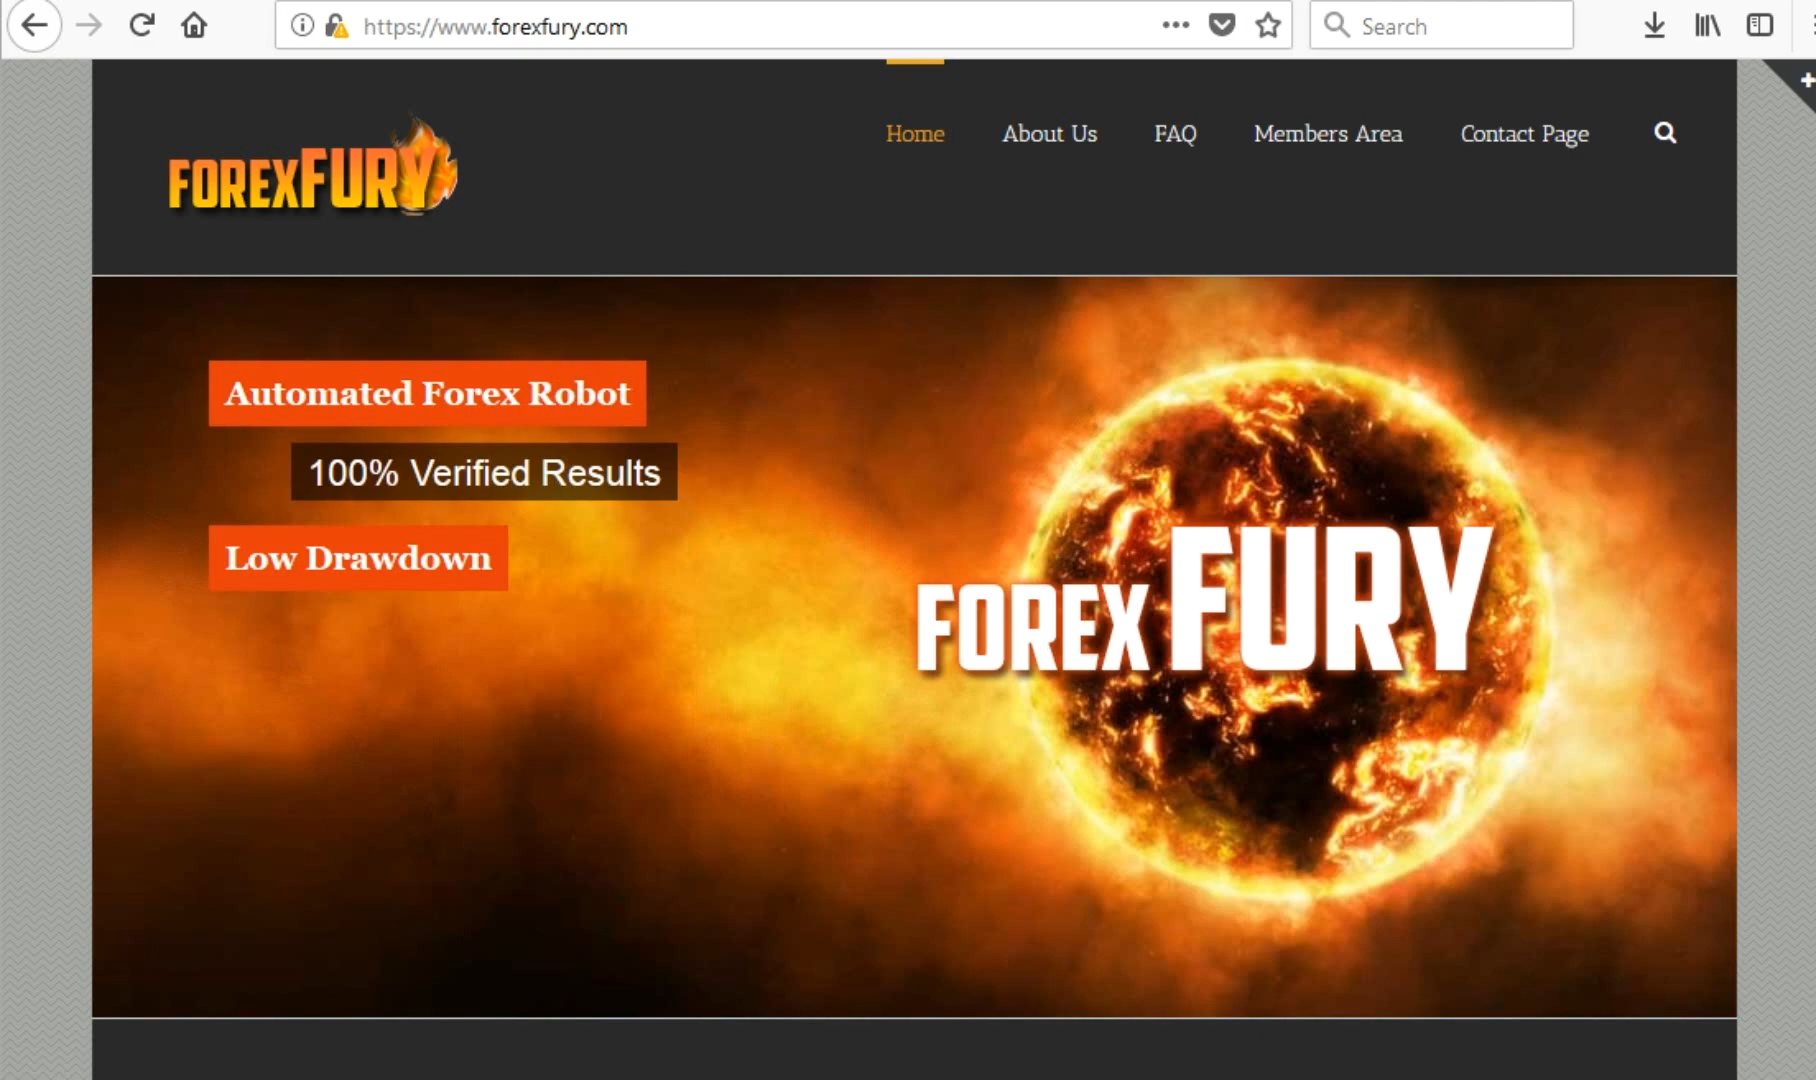 https://www.forexfury.com
Search
FOREXFURY
Home
About Us
FAQ
Members Area
Contact Page
Automated Forex Robot
100% Verified Results
Low Drawdown
FOREX FURY